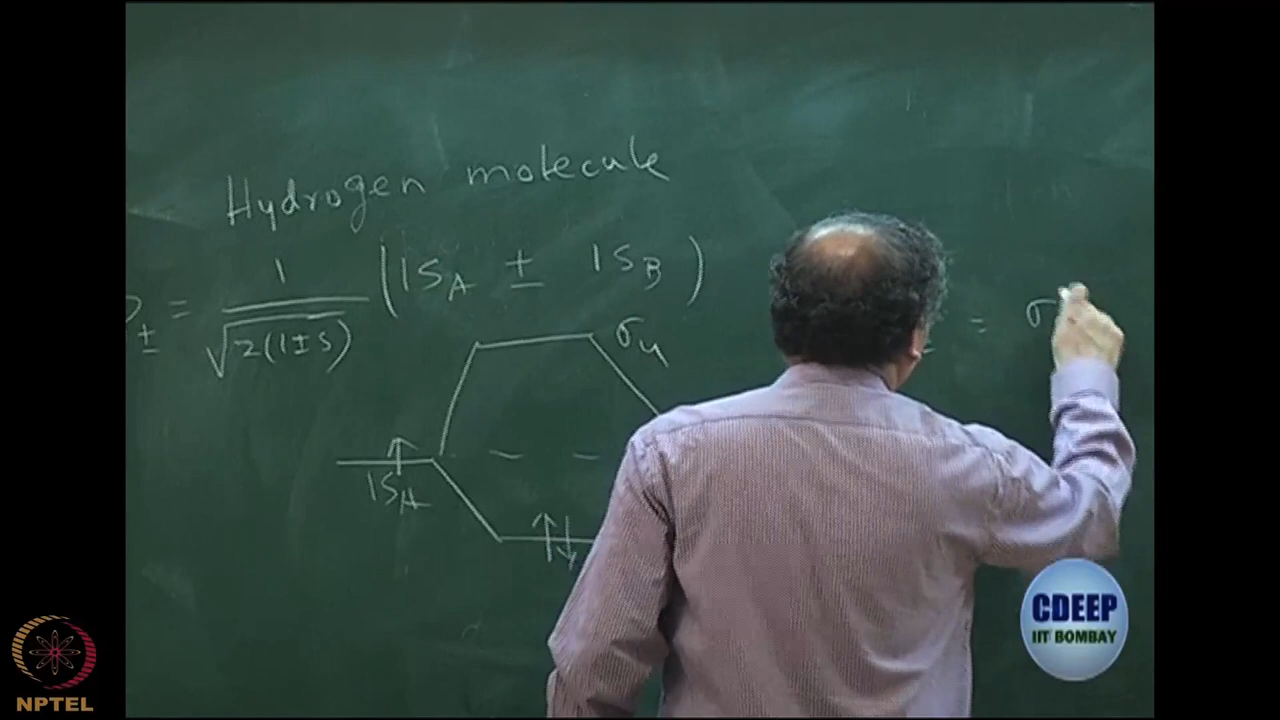 Hydrogen molecule
± = 1/√2(1±S) (1S_A ± 1S_B)
= σ
σ_u
1S_A
CDEEP
IIT BOMBAY
NPTEL